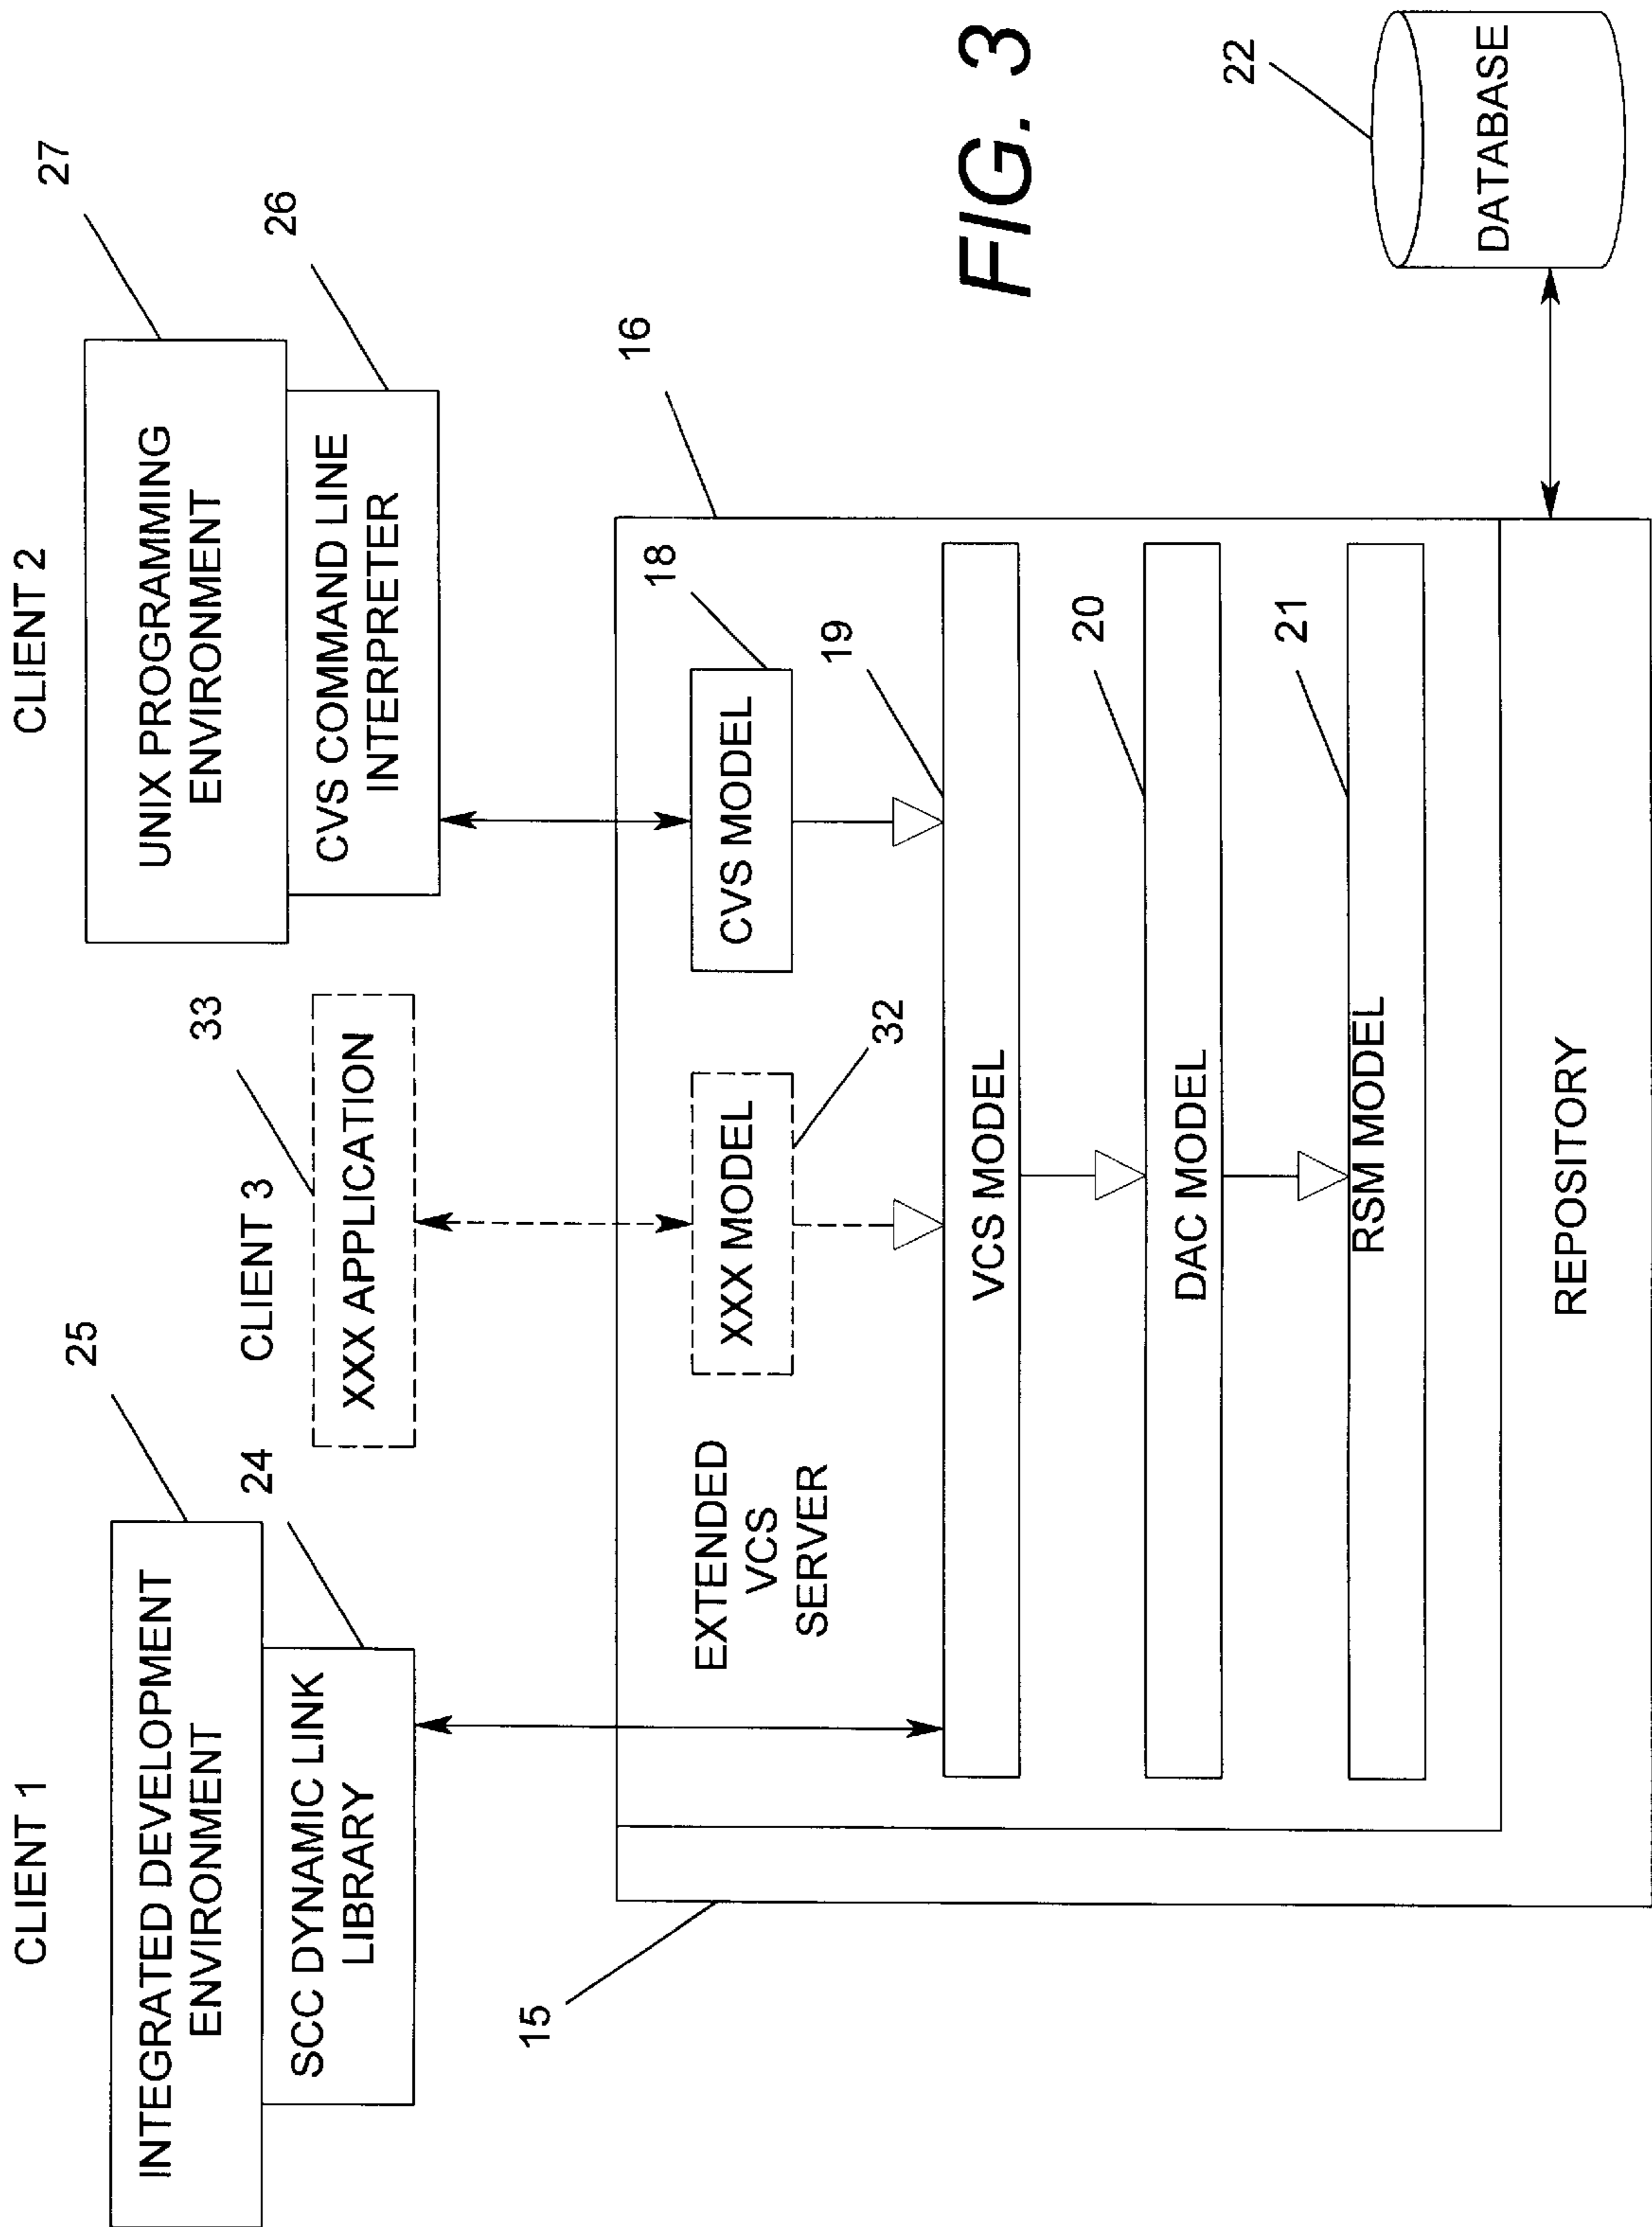 CLIENT 1
INTEGRATED DEVELOPMENT
ENVIRONMENT
25
SCC DYNAMIC LINK
LIBRARY
24
CLIENT 3
XXX APPLICATION
33
CLIENT 2
UNIX PROGRAMMING
ENVIRONMENT
27
CVS COMMAND LINE
INTERPRETER
26
15
16
EXTENDED
VCS
SERVER
XXX MODEL
32
CVS MODEL
18
VCS MODEL
19
DAC MODEL
20
RSM MODEL
21
REPOSITORY
DATABASE
22
FIG. 3